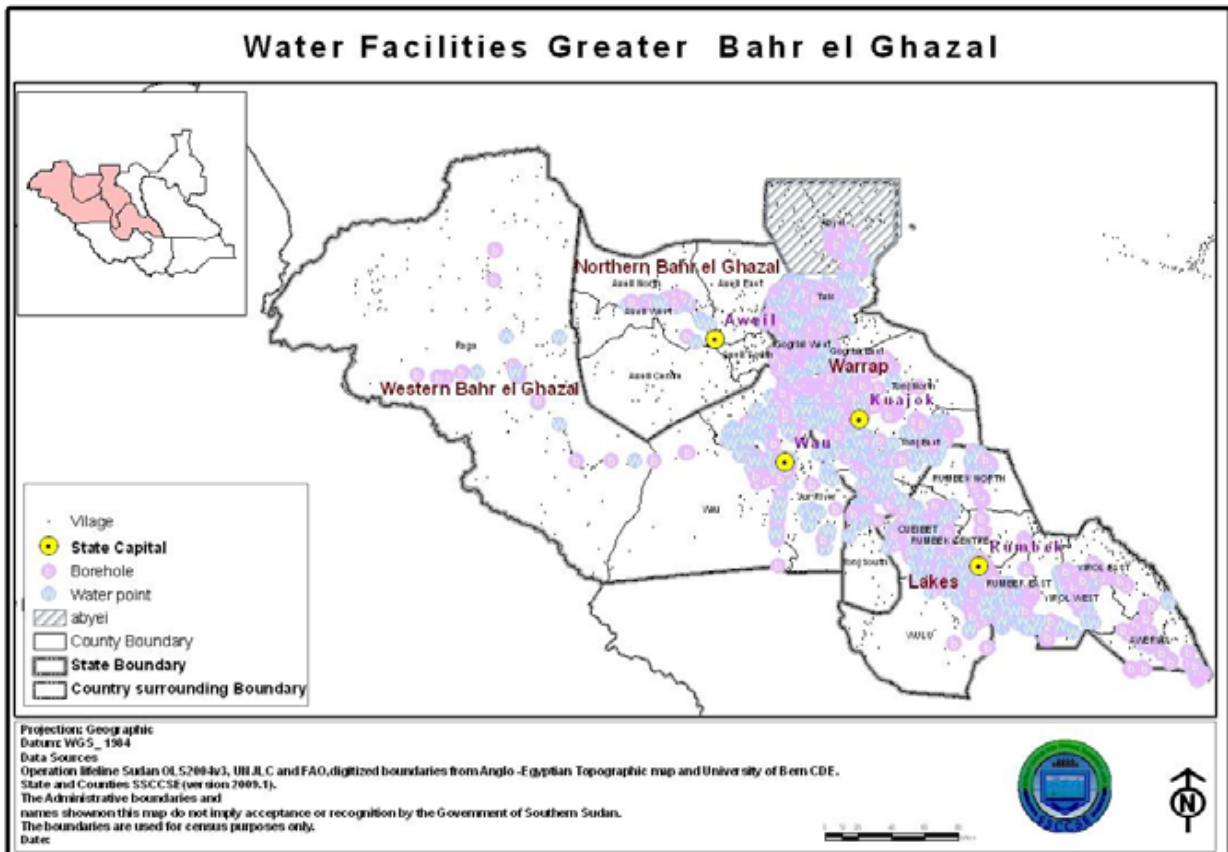 Water Facilities Greater Bahr el Ghazal
Abyei
Northern Bahr el Ghazal
Aweil North
Aweil East
Twic
Aweil West
Aweil
Raga
Gogrial West
Gogrial East
Aweil South
Aweil Centre
Warrap
Western Bahr el Ghazal
Tonj North
Kuajok
Wau
Tonj East
RUMBEK NORTH
Jur River
Wau
CUEIBET
RUMBEK CENTRE
Rumbek
Tonj South
Lakes
RUMBEK EAST
YIROL EAST
YIROL WEST
WULU
AWERIAL
Village
State Capital
Borehole
Water point
abyei
County Boundary
State Boundary
Country surrounding Boundary
Projection: Geographic
Datum: WGS_ 1984
Data Sources
Operation lifeline Sudan OLS2004v3, UNJLC and FAO,digitized boundaries from Anglo -Egyptian Topographic map and University of Bern CDE.
State and Counties SSCCSE(version 2009.1).
The Administrative boundaries and
names shownon this map do not imply acceptance or recognition by the Government of Southern Sudan.
The boundaries are used for census purposes only.
Date:
SSCCSE
N